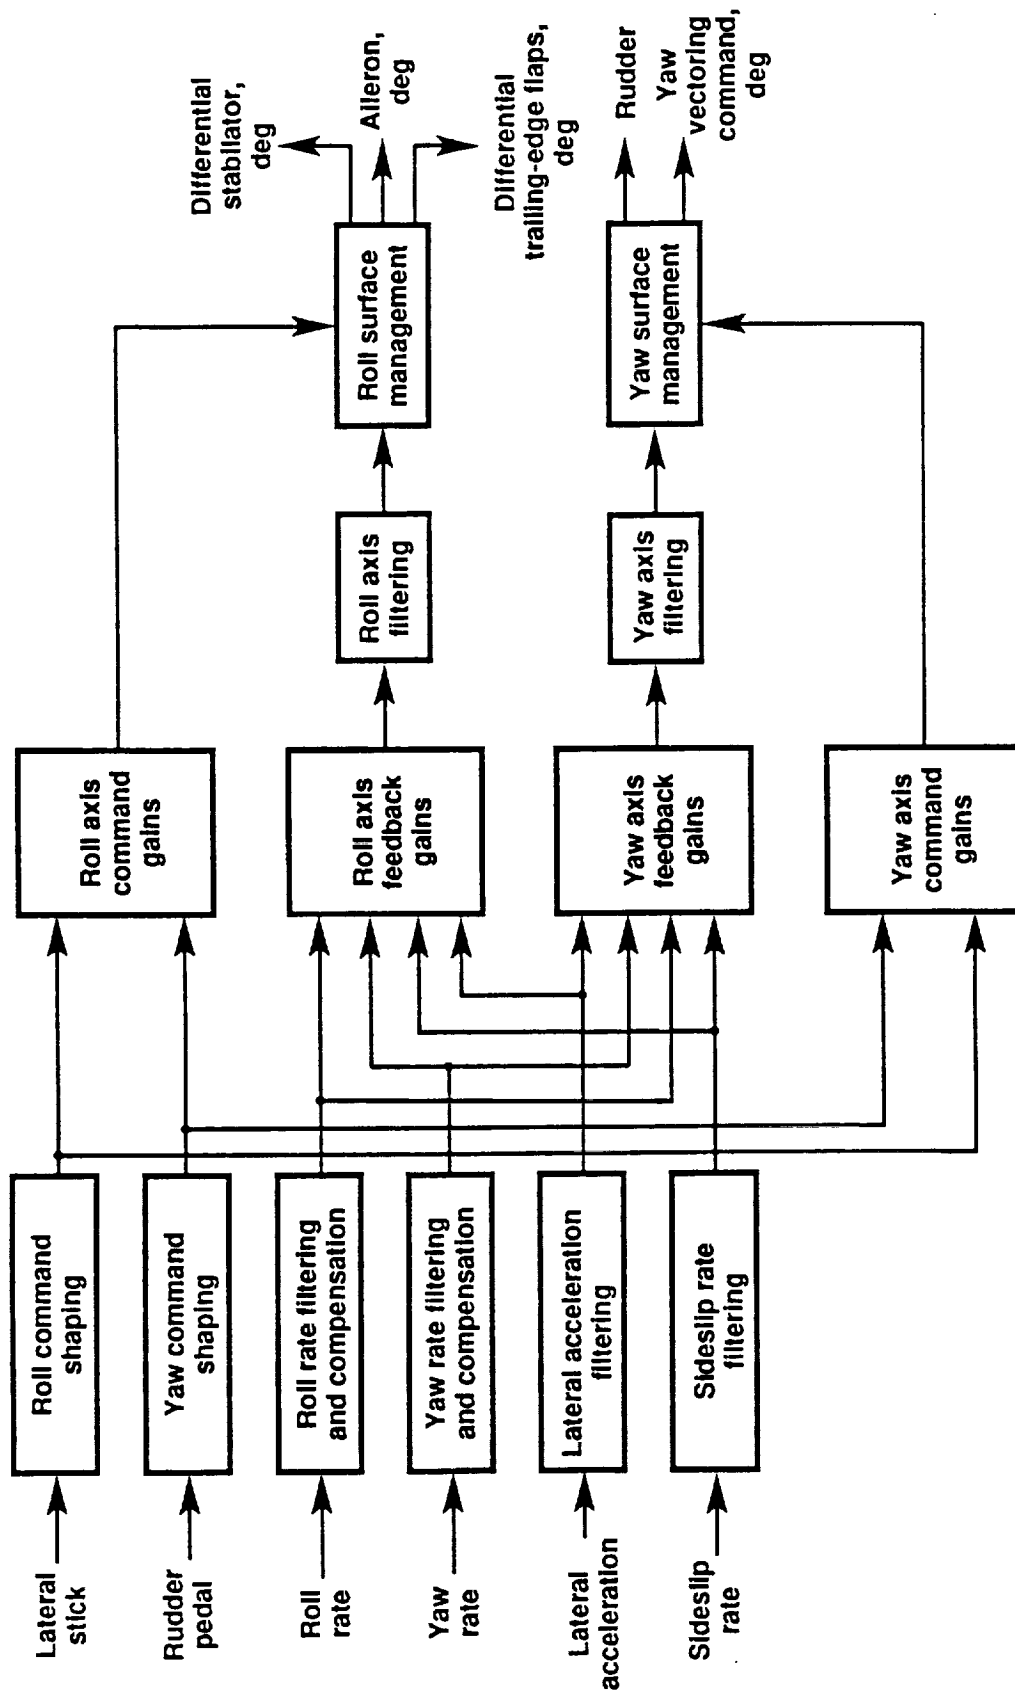 Lateral
stick
Rudder
pedal
Roll
rate
Yaw
rate
Lateral
acceleration
Sideslip
rate
Roll command
shaping
Yaw command
shaping
Roll rate filtering
and compensation
Yaw rate filtering
and compensation
Lateral acceleration
filtering
Sideslip rate
filtering
Roll axis
command
gains
Roll axis
feedback
gains
Yaw axis
feedback
gains
Yaw axis
command
gains
Roll axis
filtering
Yaw axis
filtering
Roll surface
management
Yaw surface
management
Differential
stabilator,
deg
Aileron,
deg
Differential
trailing-edge flaps,
deg
Rudder
Yaw
vectoring
command,
deg